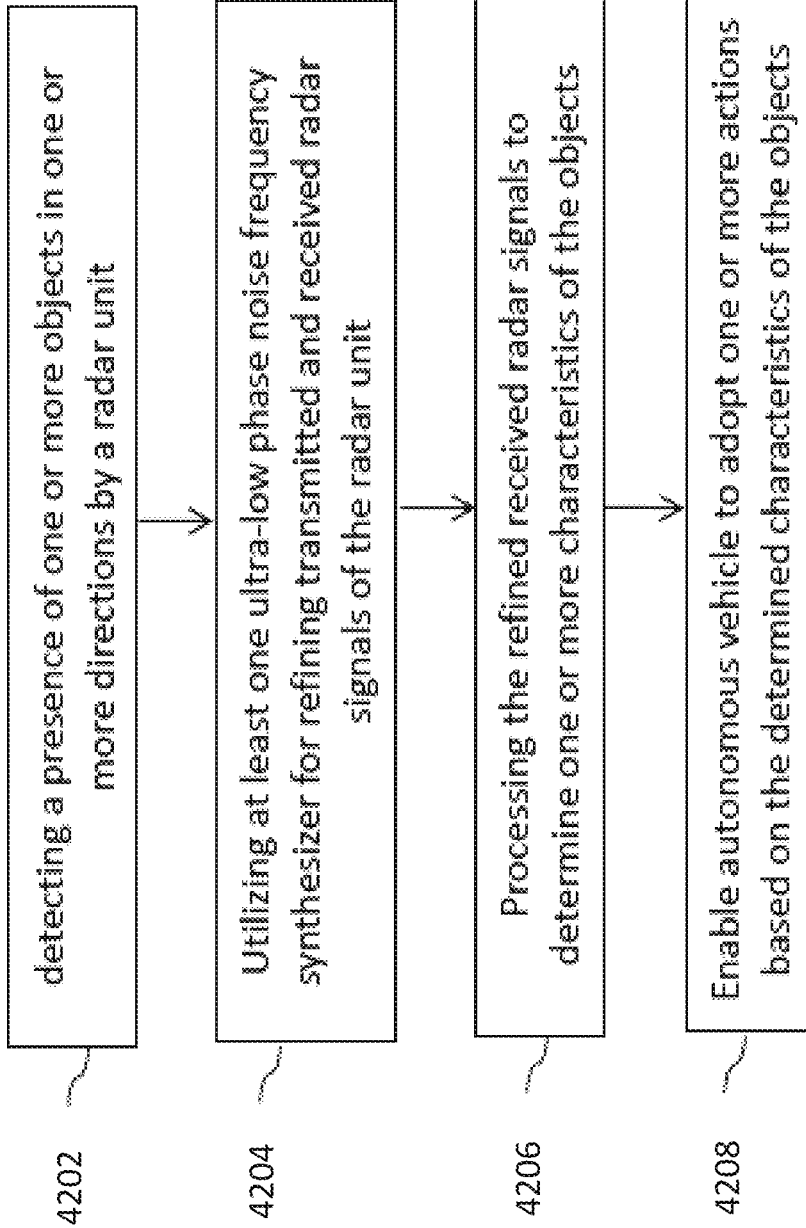 4202
detecting a presence of one or more objects in one or
more directions by a radar unit
4204
Utilizing at least one ultra-low phase noise frequency
synthesizer for refining transmitted and received radar
signals of the radar unit
4206
Processing the refined received radar signals to
determine one or more characteristics of the objects
4208
Enable autonomous vehicle to adopt one or more actions
based on the determined characteristics of the objects